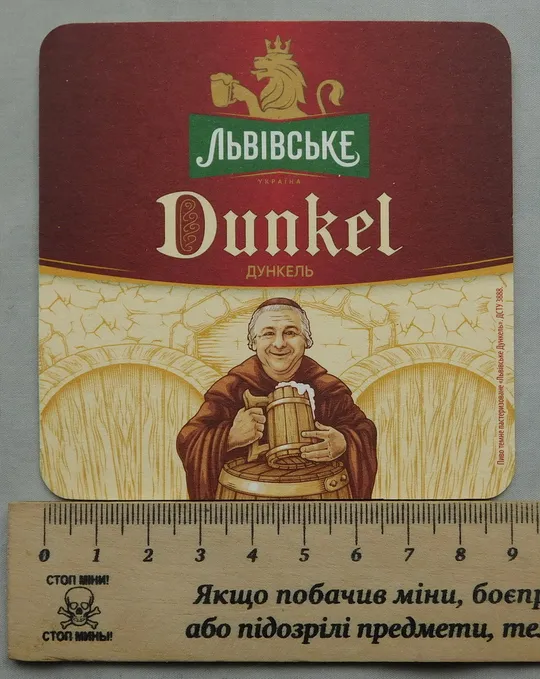 ЛЬВІВСЬКЕ
УКРАЇНА
Dunkel
ДУНКЕЛЬ
Пиво темне пастеризоване «Львівське Дункель». ДСТУ 3888.
0 1 2 3 4 5 6 7 8 9
СТОП МІНИ!
СТОП МИНЫ!
Якщо побачив міни, боєпр
або підозрілі предмети, тел